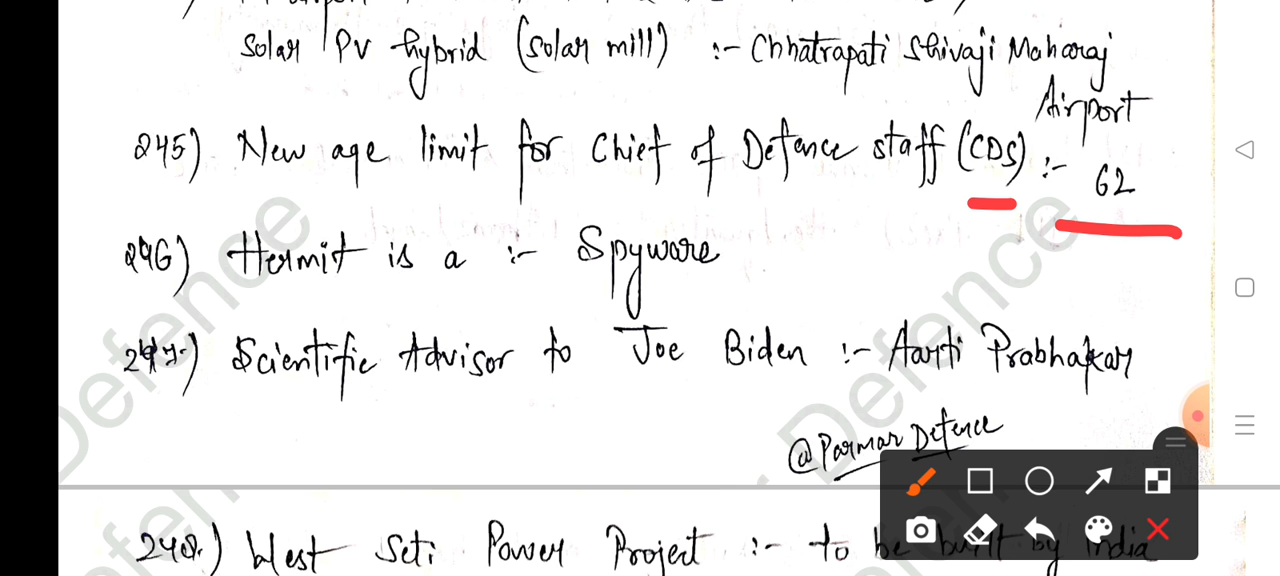 Solar PV hybrid (Solar mill) :- Chhatrapati Shivaji Maharaj
Airport
245) New age limit for Chief of Defence staff (CDS) :- 62
246) Hermit is a :- Spyware
247.) Scientific Advisor to Joe Biden :- Aarti Prabhakar
@Parmar Defence
248.) West Seti Power Project :- to be built by India
Defence
Defence